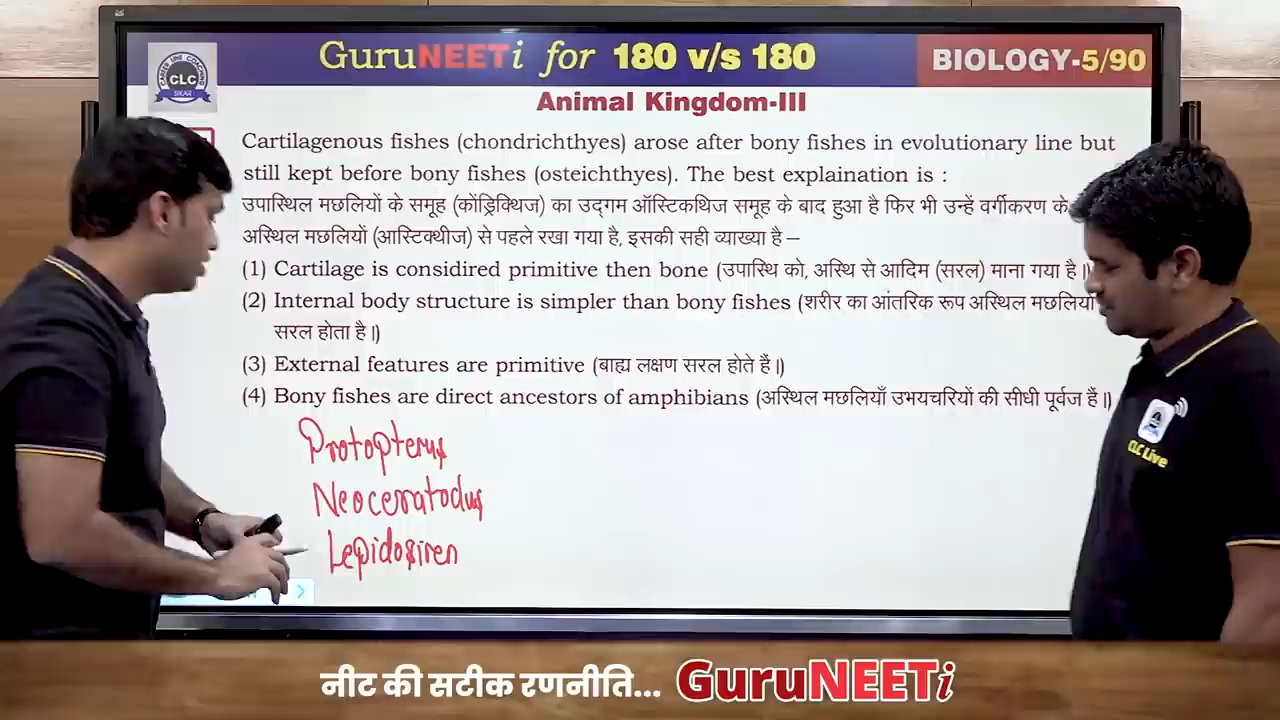 GuruNEETi for 180 v/s 180
BIOLOGY-5/90
CLC
SIKAR
Animal Kingdom-III
Cartilagenous fishes (chondrichthyes) arose after bony fishes in evolutionary line but
still kept before bony fishes (osteichthyes). The best explaination is :
उपास्थिल मछलियों के समूह (कोंड्रिक्थिज) का उद्गम ऑस्टिकथिज समूह के बाद हुआ है फिर भी उन्हें वर्गीकरण के
अस्थिल मछलियों (आस्टिक्थीज) से पहले रखा गया है, इसकी सही व्याख्या है –
(1) Cartilage is considired primitive then bone (उपास्थि को, अस्थि से आदिम (सरल) माना गया है।)
(2) Internal body structure is simpler than bony fishes (शरीर का आंतरिक रूप अस्थिल मछलियों
सरल होता है।)
(3) External features are primitive (बाह्य लक्षण सरल होते हैं।)
(4) Bony fishes are direct ancestors of amphibians (अस्थिल मछलियाँ उभयचरियों की सीधी पूर्वज हैं।)
Protopterus
Neoceratodus
Lepidosiren
CLC Live
नीट की सटीक रणनीति... GuruNEETi